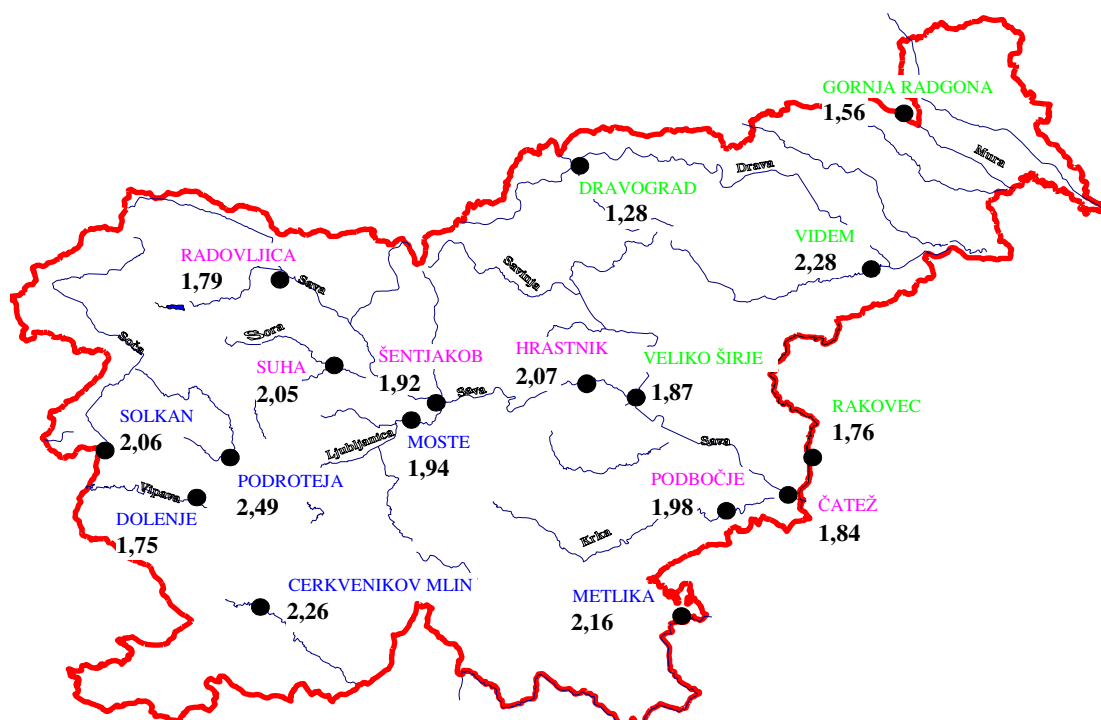 GORNJA RADGONA
1,56
Mura
Drava
DRAVOGRAD
1,28
VIDEM
2,28
RADOVLJICA
1,79
Sava
Savinja
Soča
Sora
SUHA
2,05
ŠENTJAKOB
1,92
Sava
HRASTNIK
2,07
VELIKO ŠIRJE
1,87
SOLKAN
2,06
Ljubljanica
MOSTE
1,94
Sava
RAKOVEC
1,76
PODROTEJA
2,49
Vipava
DOLENJE
1,75
PODBOČJE
1,98
ČATEŽ
1,84
Krka
CERKVENIKOV MLIN
2,26
METLIKA
2,16